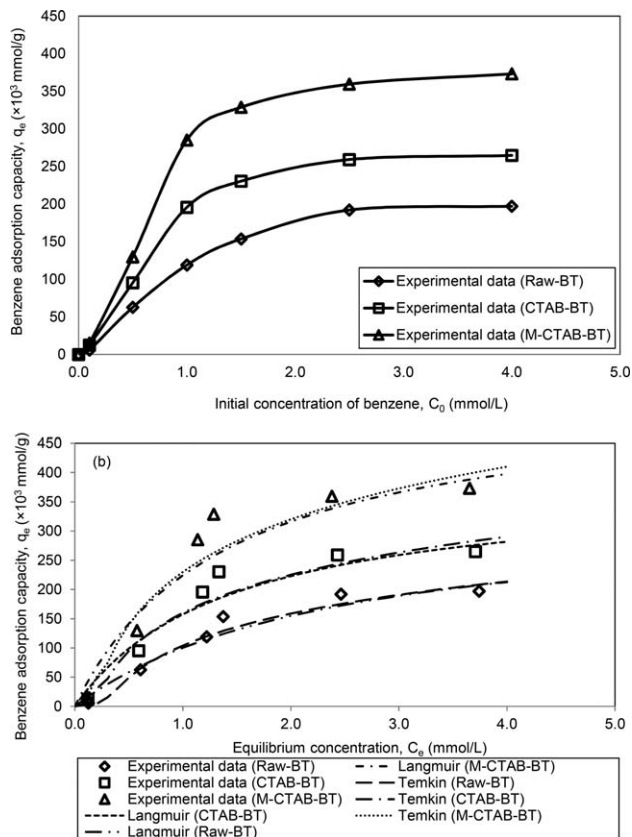 Benzene adsorption capacity, qₑ (×10³ mmol/g)
450
400
350
300
250
200
150
100
50
0
Experimental data (Raw-BT)
Experimental data (CTAB-BT)
Experimental data (M-CTAB-BT)
0.0 1.0 2.0 3.0 4.0 5.0
Initial concentration of benzene, C₀ (mmol/L)
Benzene adsorption capacity, qₑ (×10³ mmol/g)
450
400
350
300
250
200
150
100
50
0
(b)
0.0 1.0 2.0 3.0 4.0 5.0
Equilibrium concentration, Cₑ (mmol/L)
Experimental data (Raw-BT) Langmuir (M-CTAB-BT)
Experimental data (CTAB-BT) Temkin (Raw-BT)
Experimental data (M-CTAB-BT) Temkin (CTAB-BT)
Langmuir (CTAB-BT) Temkin (M-CTAB-BT)
Langmuir (Raw-BT)